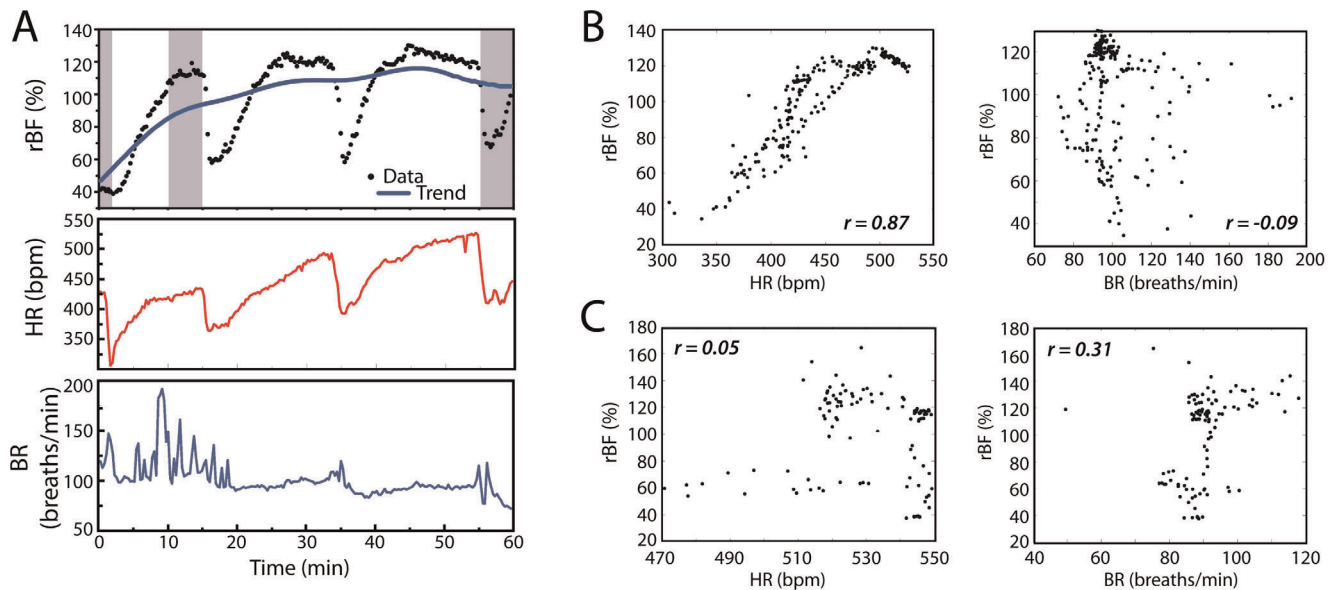 A
rBF (%)
140
120
100
80
60
40
Data
Trend
HR (bpm)
550
500
450
400
350
BR
(breaths/min)
200
150
100
50
0 10 20 30 40 50 60
Time (min)
B
rBF (%)
140
120
100
80
60
40
20
r = 0.87
300 350 400 450 500 550
HR (bpm)
rBF (%)
120
100
80
60
40
r = -0.09
60 80 100 120 140 160 180 200
BR (breaths/min)
C
rBF (%)
180
160
140
120
100
80
60
40
20
r = 0.05
470 490 510 530 550
HR (bpm)
rBF (%)
180
160
140
120
100
80
60
40
20
r = 0.31
40 60 80 100 120
BR (breaths/min)